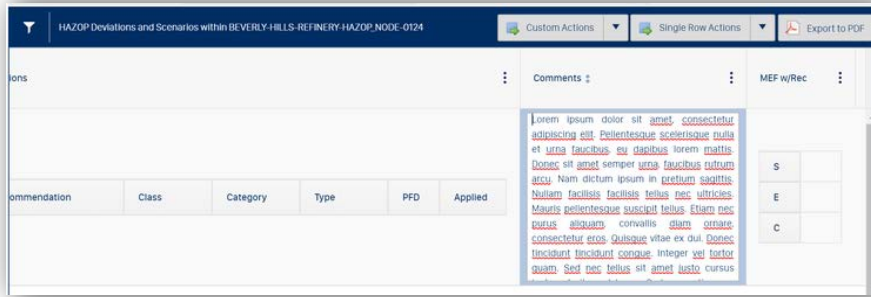 HAZOP Deviations and Scenarios within BEVERLY-HILLS-REFINERY-HAZOP_NODE-0124
Custom Actions
Single Row Actions
Export to PDF
ions
Comments
MEF w/Rec
ommendation
Class
Category
Type
PFD
Applied
Lorem ipsum dolor sit amet, consectetur
adipiscing elit. Pellentesque scelerisque nulla
et urna faucibus, eu dapibus lorem mattis.
Donec sit amet semper urna, faucibus rutrum
arcu. Nam dictum ipsum in pretium sagittis.
Nullam facilisis facilisis tellus nec ultricies.
Mauris pellentesque suscipit tellus. Etiam nec
purus aliquam, convallis diam ornare,
consectetur eros. Quisque vitae ex dui. Donec
tincidunt tincidunt congue. Integer vel tortor
quam. Sed nec tellus sit amet justo cursus
S
E
C